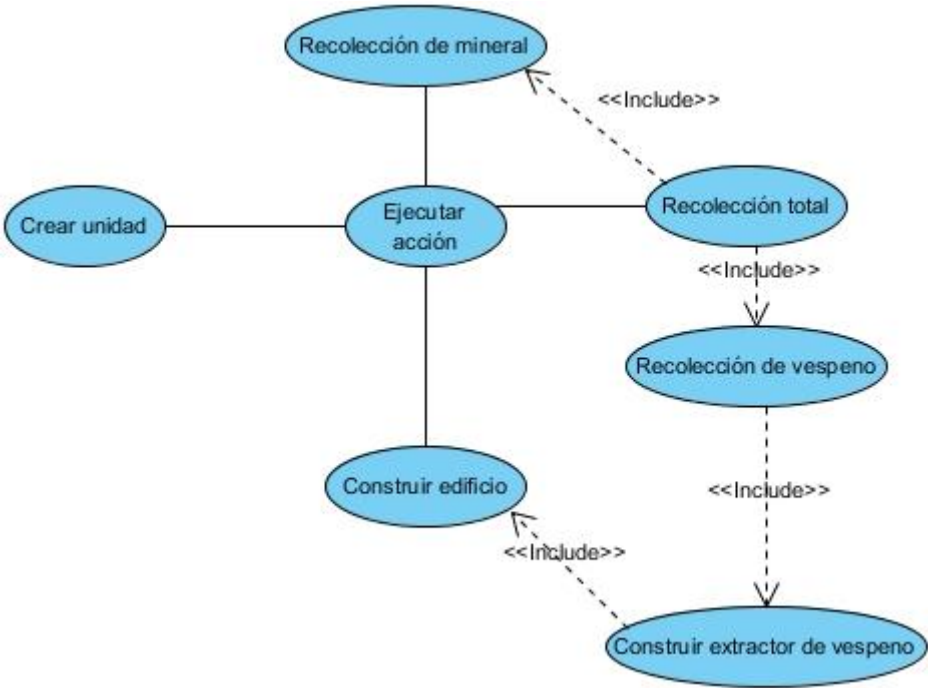 Recolección de mineral
<<Include>>
Crear unidad
Ejecutar
acción
Recolección total
<<Include>>
Recolección de vespeno
Construir edificio
<<Include>>
<<Include>>
Construir extractor de vespeno